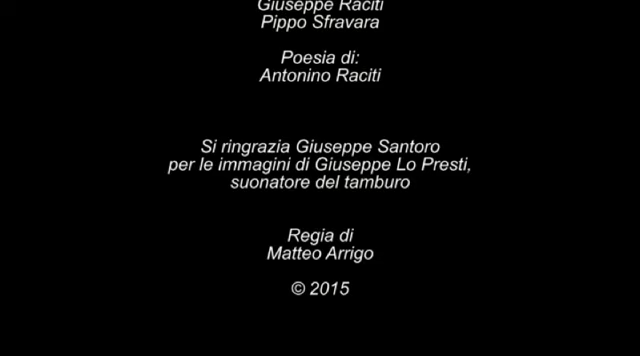 Giuseppe Raciti
Pippo Sfravara
Poesia di:
Antonino Raciti
Si ringrazia Giuseppe Santoro
per le immagini di Giuseppe Lo Presti,
suonatore del tamburo
Regia di
Matteo Arrigo
© 2015